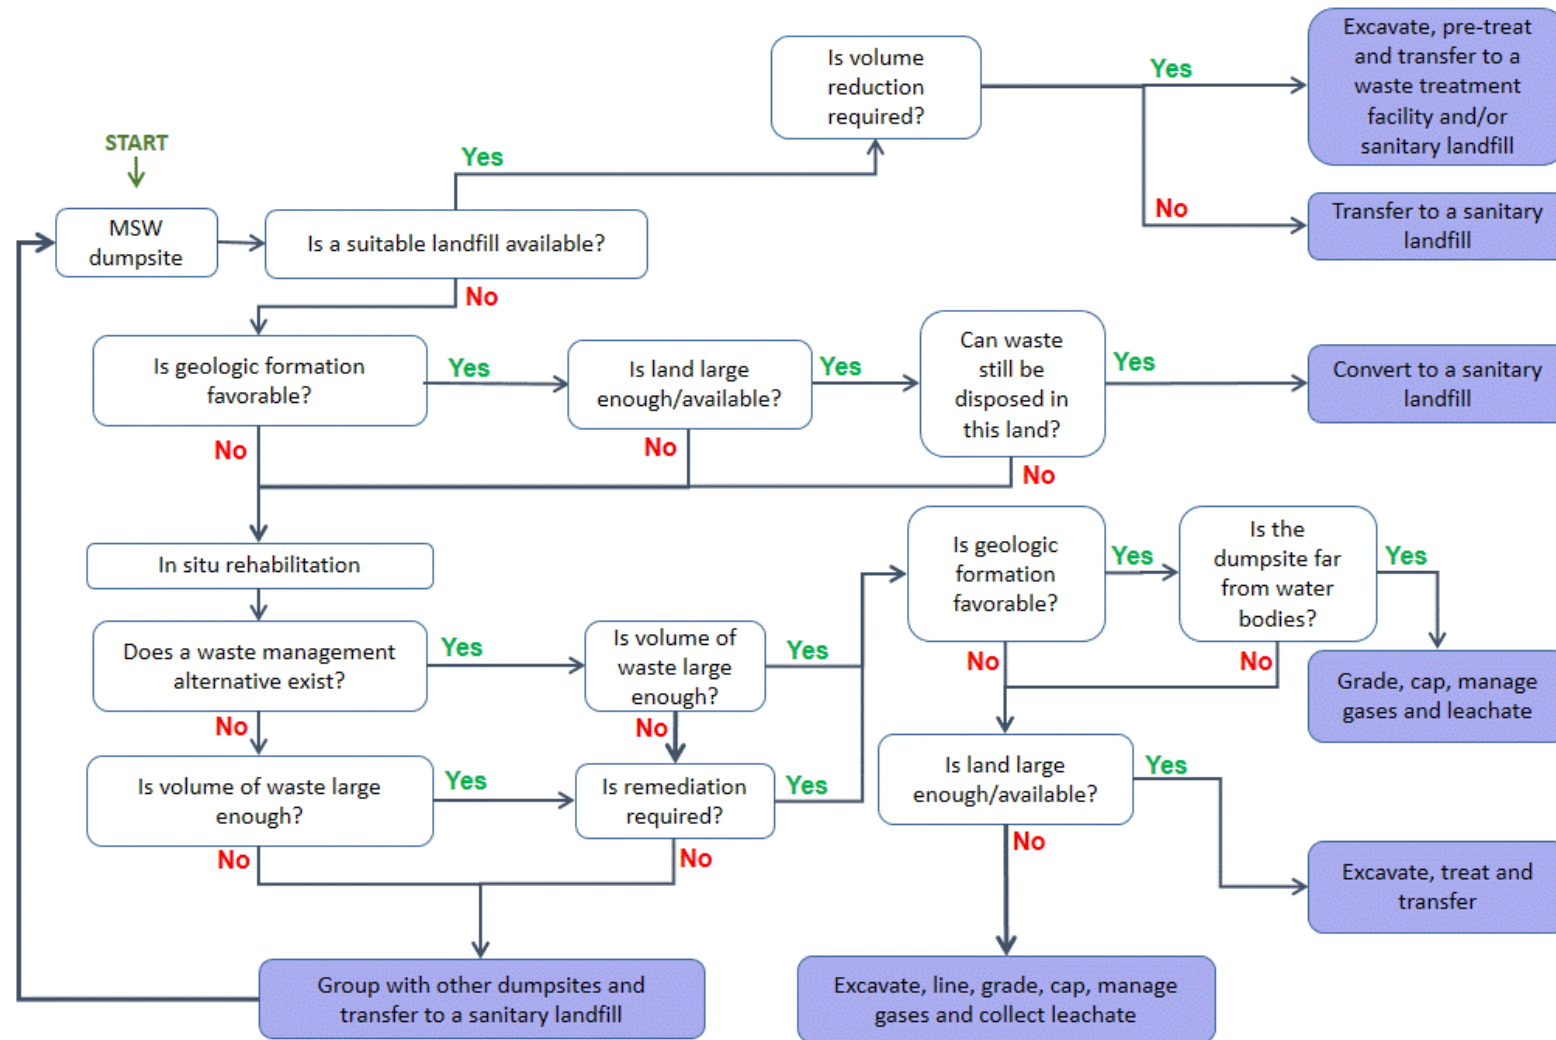 Is volume
reduction
required?
Yes
Excavate, pre-treat
and transfer to a
waste treatment
facility and/or
sanitary landfill
START
Yes
No
Transfer to a sanitary
landfill
MSW
dumpsite
Is a suitable landfill available?
No
Is geologic formation
favorable?
Yes
Is land large
enough/available?
Yes
Can waste
still be
disposed in
this land?
Yes
Convert to a sanitary
landfill
No
No
No
In situ rehabilitation
Is geologic
formation
favorable?
Yes
Is the
dumpsite far
from water
bodies?
Yes
Does a waste management
alternative exist?
Yes
Is volume of
waste large
enough?
Yes
No
No
Grade, cap, manage
gases and leachate
No
No
Is volume of waste large
enough?
Yes
Is remediation
required?
Yes
Is land large
enough/available?
Yes
No
No
No
Excavate, treat and
transfer
Group with other dumpsites and
transfer to a sanitary landfill
Excavate, line, grade, cap, manage
gases and collect leachate